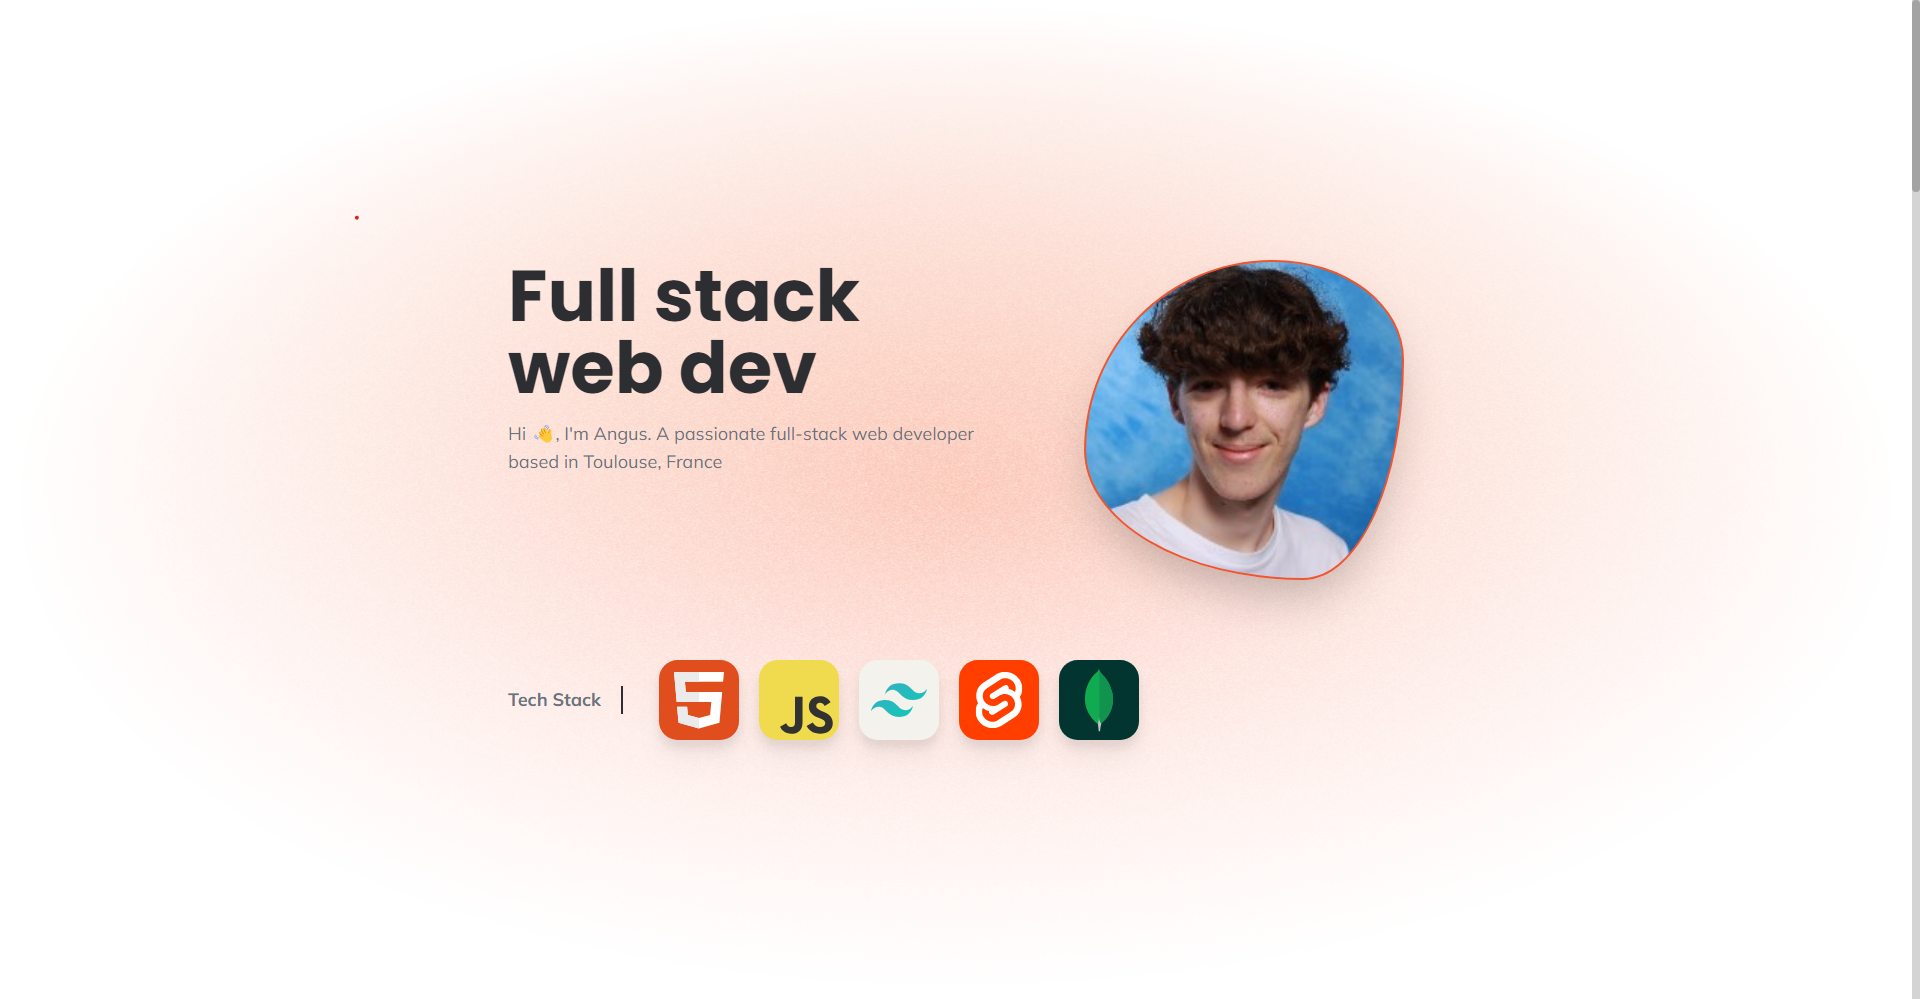 Full stack
web dev
Hi 👋, I'm Angus. A passionate full-stack web developer
based in Toulouse, France
Tech Stack
JS